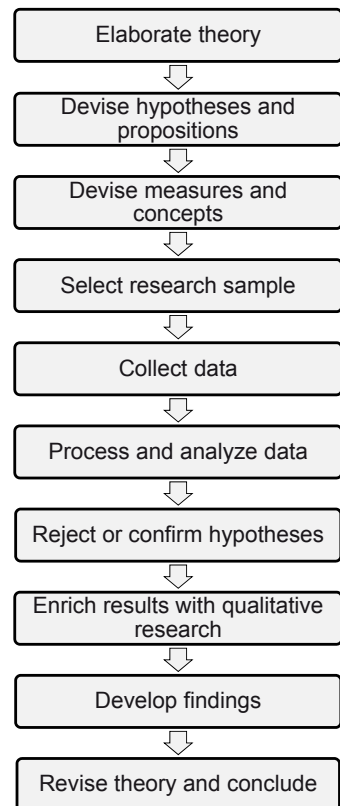 Elaborate theory
Devise hypotheses and
propositions
Devise measures and
concepts
Select research sample
Collect data
Process and analyze data
Reject or confirm hypotheses
Enrich results with qualitative
research
Develop findings
Revise theory and conclude